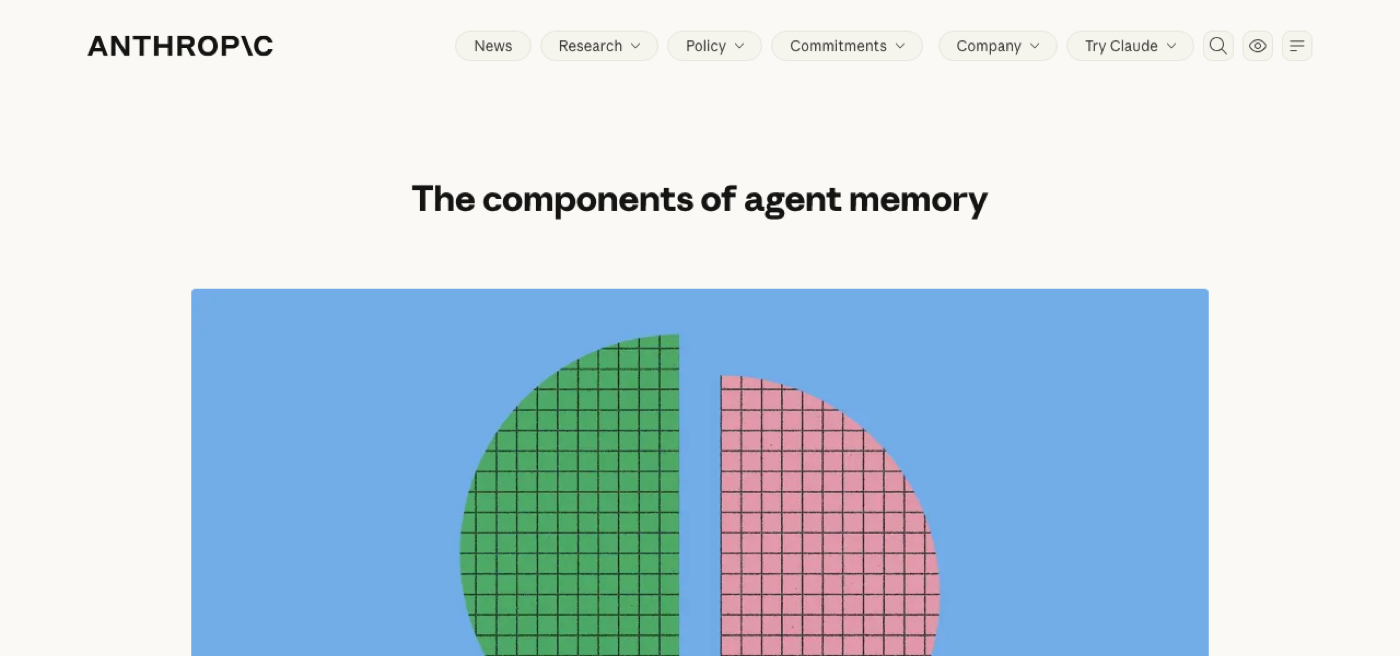 ANTHROP\C
News
Research
Policy
Commitments
Company
Try Claude
The components of agent memory